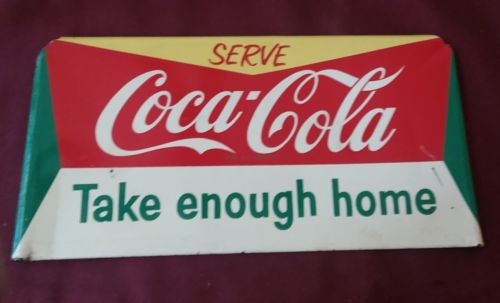 SERVE
Coca-Cola
Take enough home